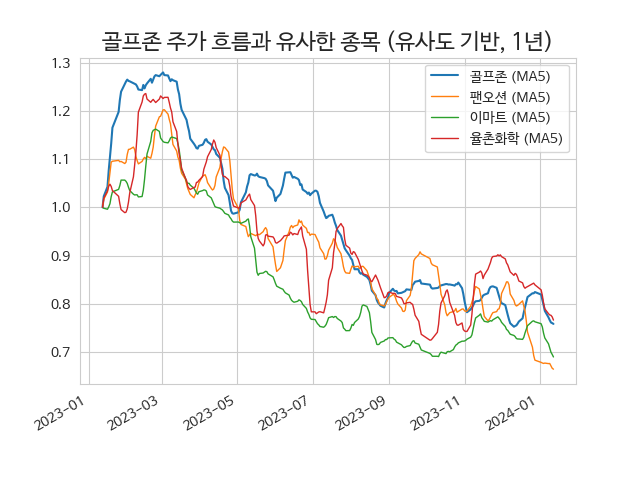 골프존 주가 흐름과 유사한 종목 (유사도 기반, 1년)
1.3
1.2
1.1
1.0
0.9
0.8
0.7
골프존 (MA5)
팬오션 (MA5)
이마트 (MA5)
율촌화학 (MA5)
2023-01
2023-03
2023-05
2023-07
2023-09
2023-11
2024-01